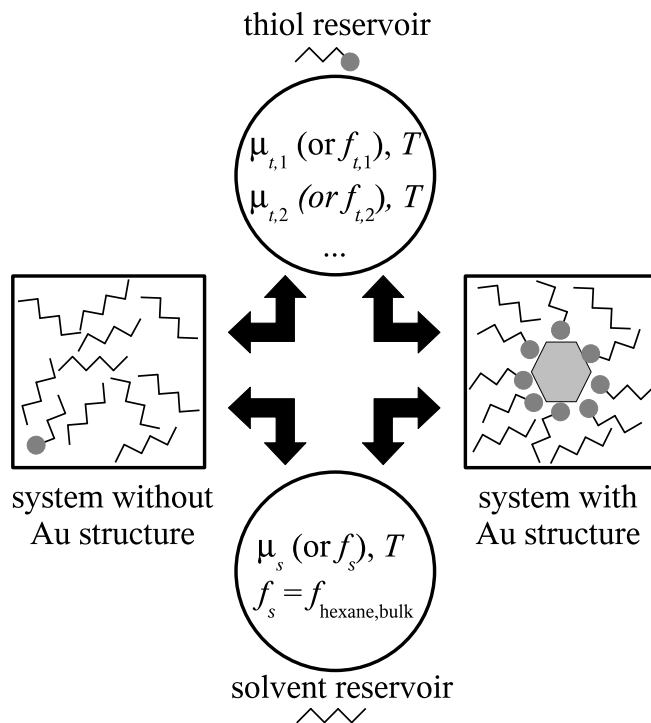 thiol reservoir
μt,1 (or ft,1), T
μt,2 (or ft,2), T
...
system without
Au structure
system with
Au structure
μs (or fs), T
fs = fhexane,bulk
solvent reservoir